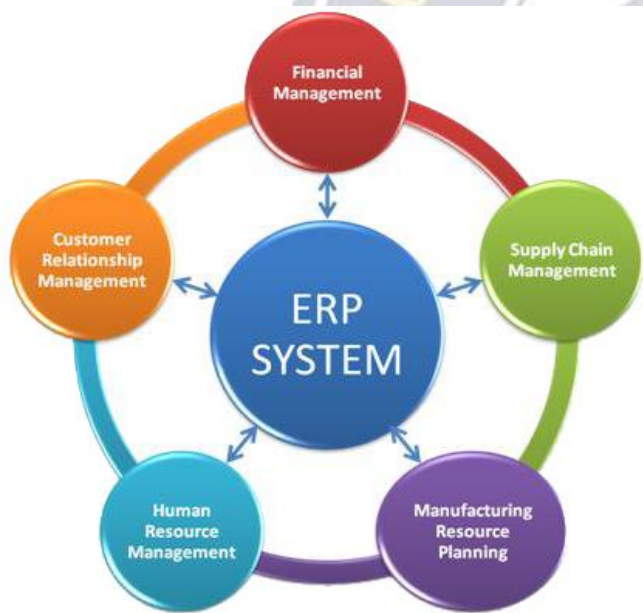 Financial
Management
Customer
Relationship
Management
Supply Chain
Management
ERP
SYSTEM
Human
Resource
Management
Manufacturing
Resource
Planning